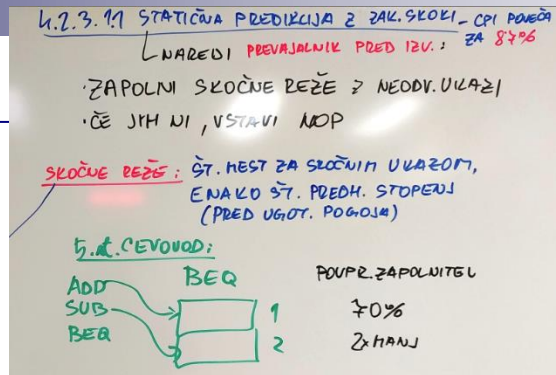 4.2.3.1.1 STATIČNA PREDIKCIJA Z ZAK. SKOKI - CPI POVEČA
ZA 87%
NAREDI PREVAJALNIK PRED IZV.:
· ZAPOLNI SKOČNE REŽE Z NEODV. UKAZI
· ČE JIH NI, VSTAVI NOP
SKOČNE REŽE: ŠT. MEST ZA SKOČNIM UKAZOM,
ENAKO ŠT. PREDH. STOPENJ
(PRED UGOT. POGOJA)
5. st. CEVOVOD:
BEQ POVPR. ZAPOLNITEV
ADD
SUB 1 70%
BEQ 2 2x MANJ